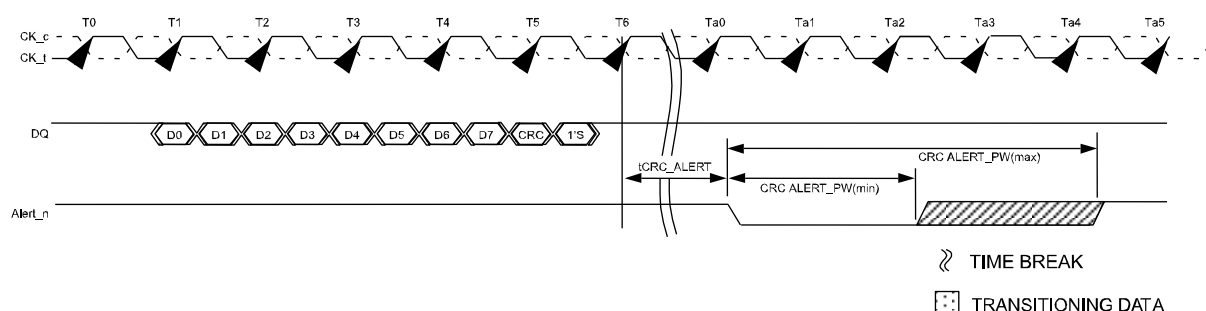 T0 T1 T2 T3 T4 T5 T6 Ta0 Ta1 Ta2 Ta3 Ta4 Ta5
CK_c
CK_t
DQ D0 D1 D2 D3 D4 D5 D6 D7 CRC 1'S
CRC ALERT_PW(max)
tCRC_ALERT
CRC ALERT_PW(min)
Alert_n
TIME BREAK
TRANSITIONING DATA